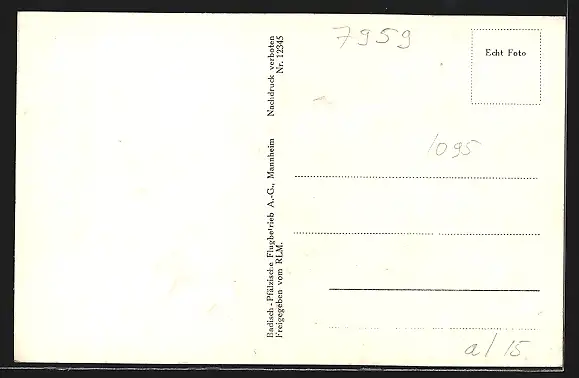 7959
Echt Foto
1095
a/15
Badisch-Pfälzische Flugbetrieb A.-G., Mannheim Nachdruck verboten
Freigegeben vom RLM. Nr. 12345